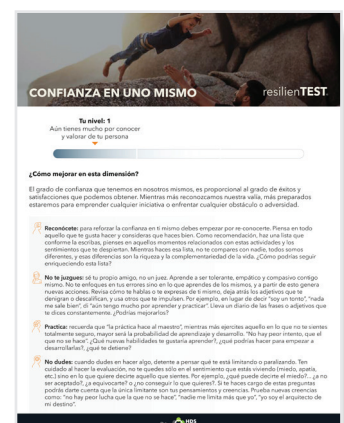 CONFIANZA EN UNO MISMO
resilienTEST.
Tu nivel: 1
Aún tienes mucho por conocer
y valorar de tu persona
¿Cómo mejorar en esta dimensión?
El grado de confianza que tenemos en nosotros mismos, es proporcional al grado de éxitos y
satisfacciones que podemos obtener. Mientras más reconozcamos nuestra valía, más preparados
estaremos para emprender cualquier iniciativa o enfrentar cualquier obstáculo o adversidad.
Reconócete: para reforzar la confianza en ti mismo debes empezar por re-conocerte. Piensa en todo
aquello que te gusta hacer y consideras que haces bien. Como recomendación, haz una lista que
conforme la escribas, pienses en aquellos momentos relacionados con estas actividades y los
sentimientos que te despiertan. Mientras haces esa lista, no te compares con nadie, todos somos
diferentes, y esas diferencias son la riqueza y la complementariedad de la vida. ¿Cómo podrías seguir
enriqueciendo esta lista?
No te juzgues: sé tu propio amigo, no un juez. Aprende a ser tolerante, empático y compasivo contigo
mismo. No te enfoques en tus errores sino en lo que aprendes de los mismos, y a partir de esto genera
nuevas acciones. Revisa cómo te hablas o te expresas de ti mismo, deja atrás los adjetivos que te
denigran o descalifican, y usa otros que te impulsen. Por ejemplo, en lugar de decir "soy un tonto", "nada
me sale bien", di "aún tengo mucho por aprender y practicar". Lleva un diario de las frases o adjetivos que
te dices constantemente. ¿Podrías mejorarlos?
Practica: recuerda que "la práctica hace al maestro", mientras más ejercites aquello en lo que no te sientes
totalmente seguro, mayor será la probabilidad de aprendizaje y desarrollo. "No hay peor intento, que el
que no se hace". ¿Qué nuevas habilidades te gustaría aprender?, ¿qué podrías hacer para empezar a
desarrollarlas?, ¿qué te detiene?
No dudes: cuando dudes en hacer algo, detente a pensar qué te está limitando o paralizando. Ten
cuidado al hacer la evaluación, no te quedes sólo en el sentimiento que estás viviendo (miedo, apatía,
etc.) sino en lo que quiere decirte aquello que sientes. Por ejemplo, ¿qué puede decirte el miedo?, ¿a no
ser aceptado?, ¿a equivocarte? o ¿no conseguir lo que quieres?. Si te haces cargo de estas preguntas
podrás darte cuenta que la única limitante son tus pensamientos y creencias. Prueba nuevas creencias
como: "no hay peor lucha que la que no se hace", "nadie me limita más que yo", "yo soy el arquitecto de
mi destino".
HDS